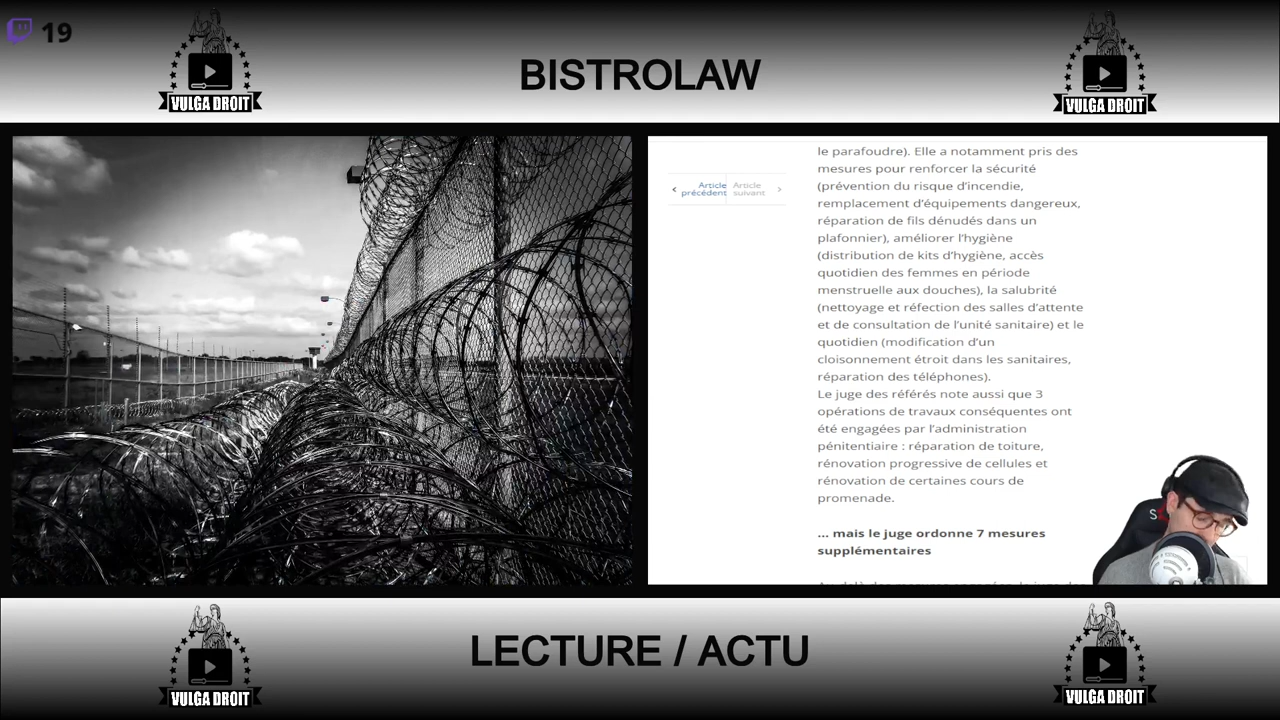 19
BISTROLAW
VULGA DROIT
VULGA DROIT
Article
précédent
Article
suivant
le parafoudre). Elle a notamment pris des
mesures pour renforcer la sécurité
(prévention du risque d'incendie,
remplacement d'équipements dangereux,
réparation de fils dénudés dans un
plafonnier), améliorer l'hygiène
(distribution de kits d'hygiène, accès
quotidien des femmes en période
menstruelle aux douches), la salubrité
(nettoyage et réfection des salles d'attente
et de consultation de l'unité sanitaire) et le
quotidien (modification d'un
cloisonnement étroit dans les sanitaires,
réparation des téléphones).
Le juge des référés note aussi que 3
opérations de travaux conséquentes ont
été engagées par l'administration
pénitentiaire : réparation de toiture,
rénovation progressive de cellules et
rénovation de certaines cours de
promenade.
... mais le juge ordonne 7 mesures
supplémentaires
LECTURE / ACTU
VULGA DROIT
VULGA DROIT